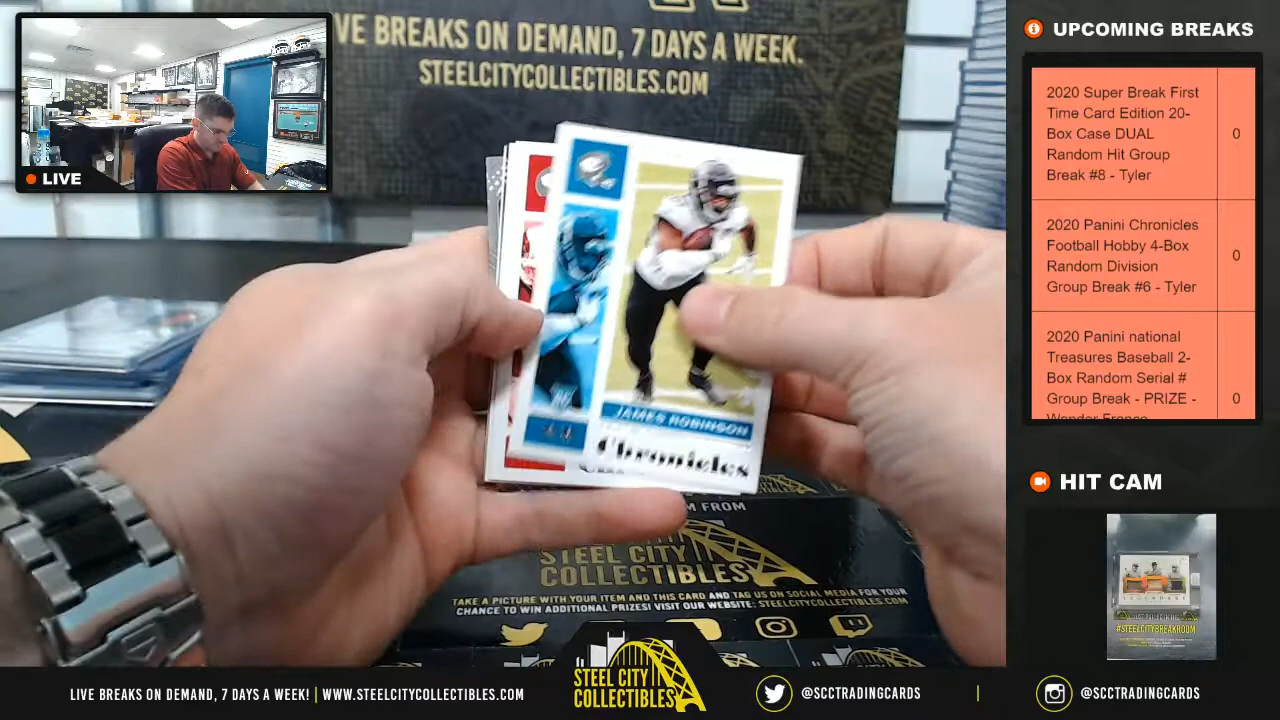 VE BREAKS ON DEMAND, 7 DAYS A WEEK.
STEELCITYCOLLECTIBLES.COM
LIVE
JAMES ROBINSON
Chronicles
M FROM
STEEL CITY
COLLECTIBLES
TAKE A PICTURE WITH YOUR ITEM AND THIS CARD AND TAG US ON SOCIAL MEDIA FOR YOUR
CHANCE TO WIN ADDITIONAL PRIZES! VISIT OUR WEBSITE: STEELCITYCOLLECTIBLES.COM
UPCOMING BREAKS
2020 Super Break First
Time Card Edition 20-
Box Case DUAL
Random Hit Group
Break #8 - Tyler
0
2020 Panini Chronicles
Football Hobby 4-Box
Random Division
Group Break #6 - Tyler
0
2020 Panini national
Treasures Baseball 2-
Box Random Serial #
Group Break - PRIZE -
0
HIT CAM
#STEELCITYBREAKROOM
LIVE BREAKS ON DEMAND, 7 DAYS A WEEK! | WWW.STEELCITYCOLLECTIBLES.COM
STEEL CITY
COLLECTIBLES
@SCCTRADINGCARDS
|
@SCCTRADINGCARDS